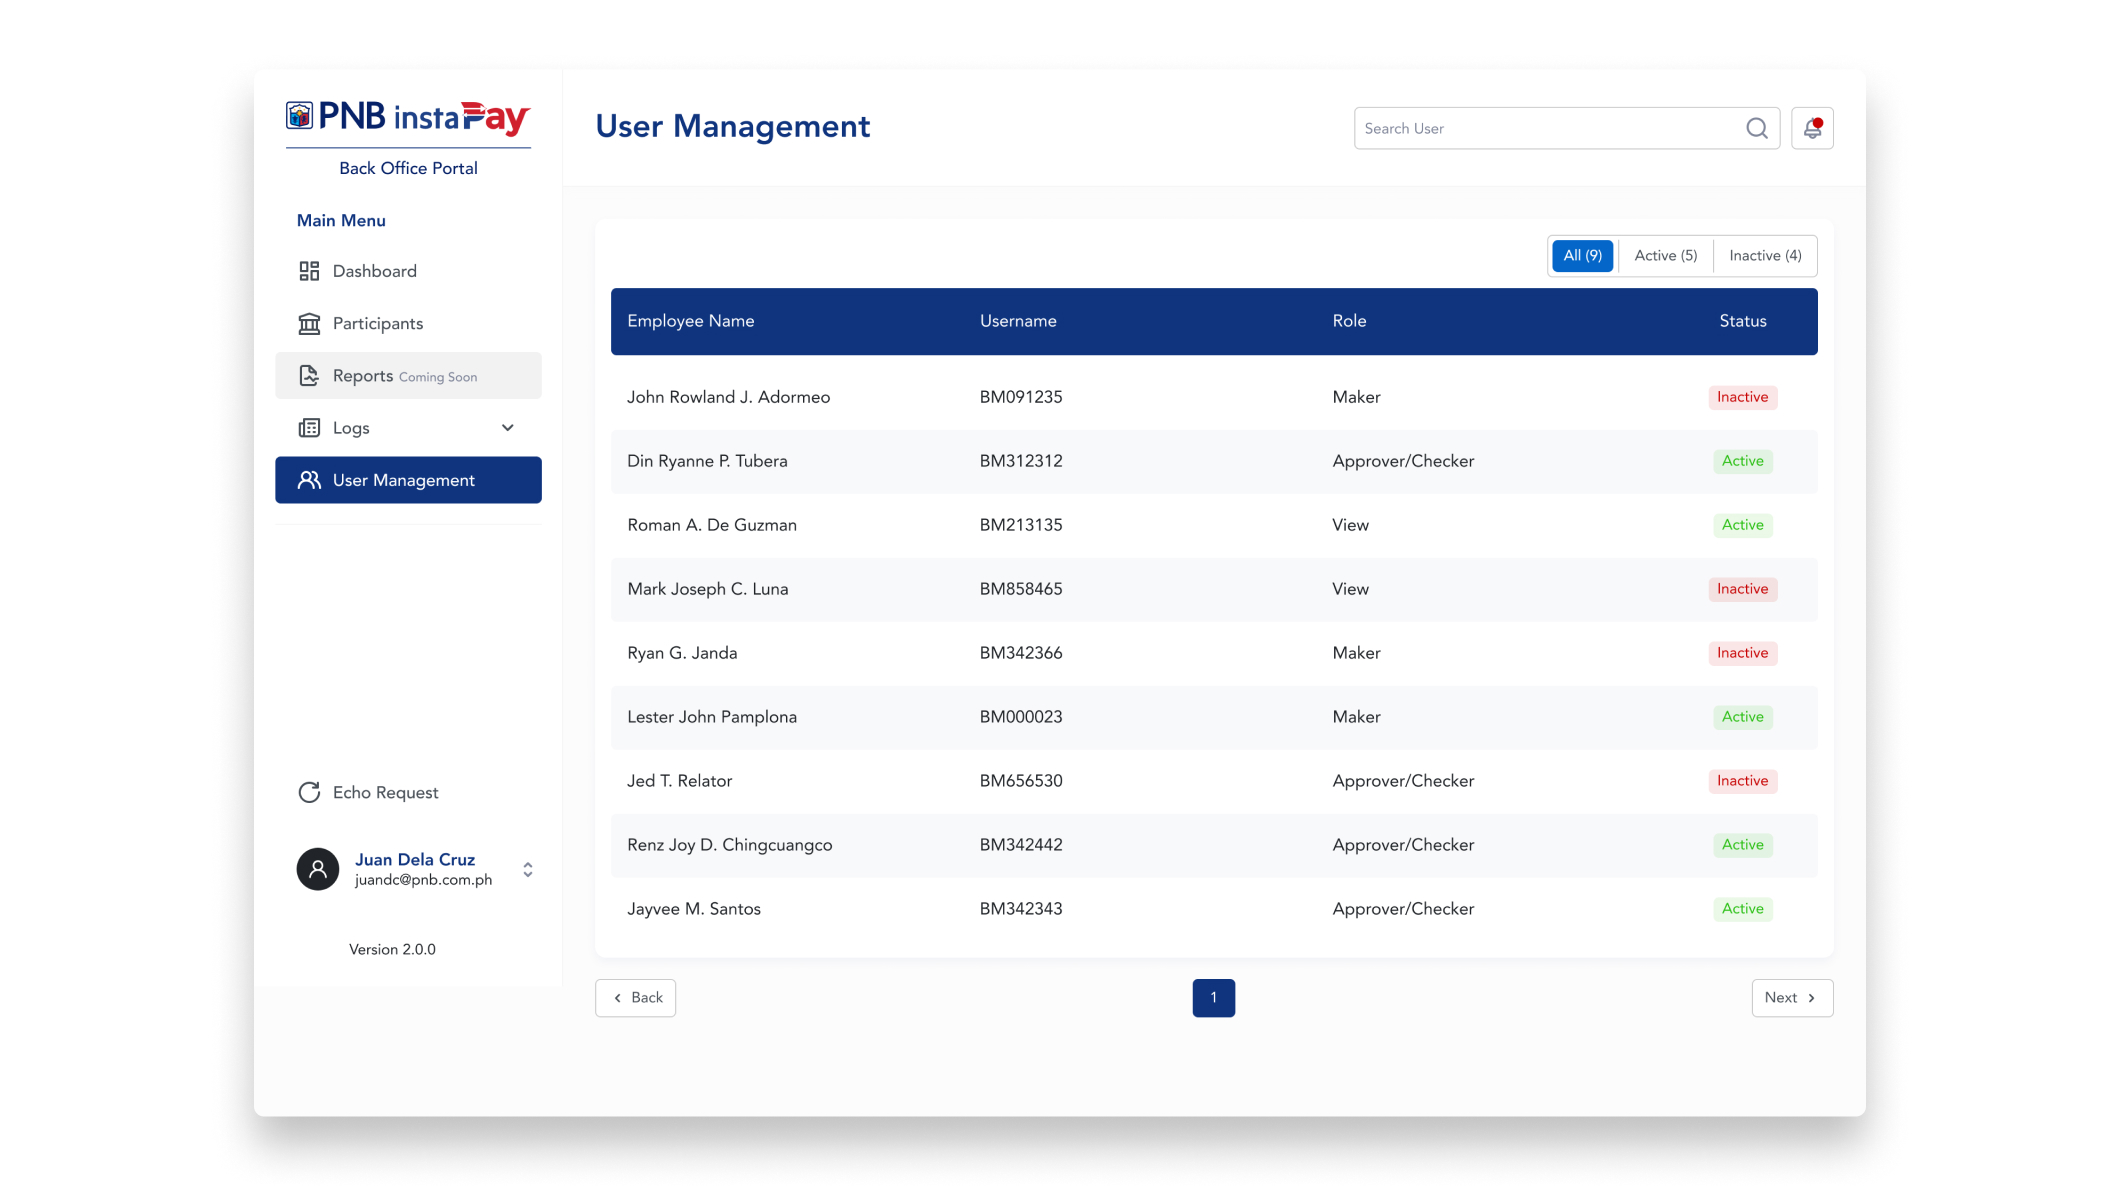 PNB instaPay
Back Office Portal
Main Menu
Dashboard
Participants
Reports Coming Soon
Logs
User Management
Echo Request
Juan Dela Cruz
juandc@pnb.com.ph
Version 2.0.0
User Management
Search User
All (9) Active (5) Inactive (4)
Employee Name Username Role Status
John Rowland J. Adormeo BM091235 Maker Inactive
Din Ryanne P. Tubera BM312312 Approver/Checker Active
Roman A. De Guzman BM213135 View Active
Mark Joseph C. Luna BM858465 View Inactive
Ryan G. Janda BM342366 Maker Inactive
Lester John Pamplona BM000023 Maker Active
Jed T. Relator BM656530 Approver/Checker Inactive
Renz Joy D. Chingcuangco BM342442 Approver/Checker Active
Jayvee M. Santos BM342343 Approver/Checker Active
Back 1 Next